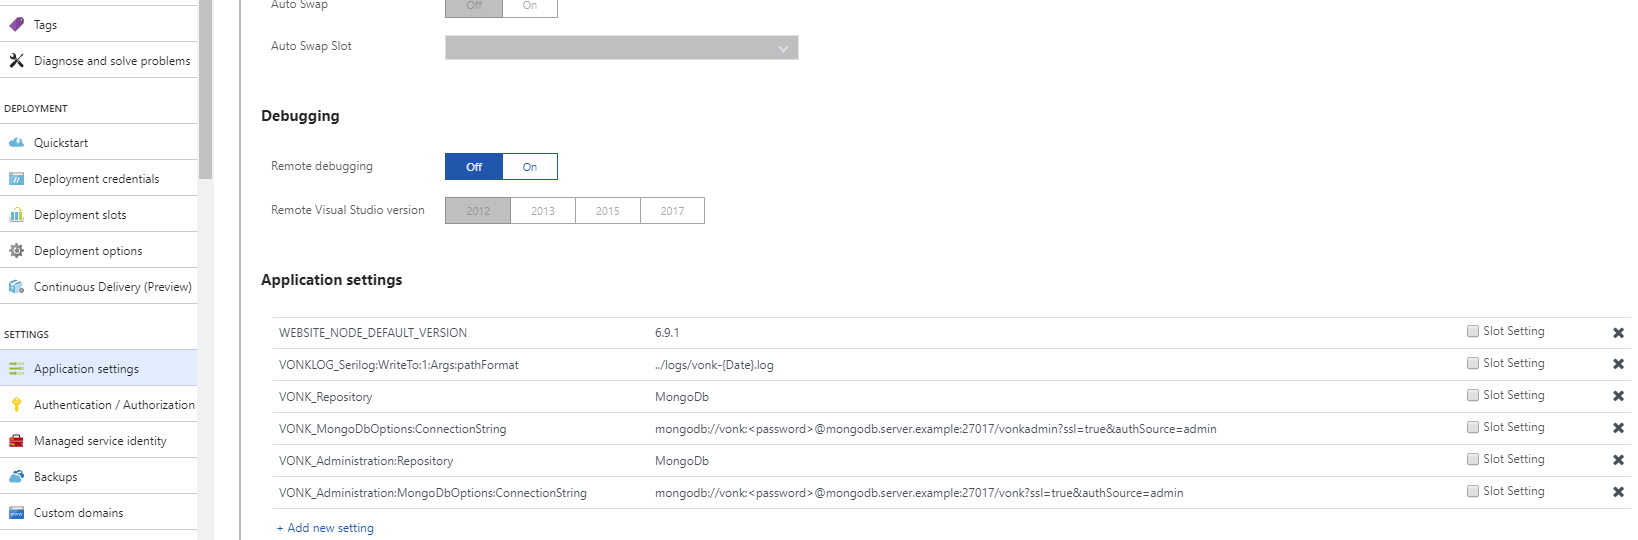 Tags
Diagnose and solve problems
DEPLOYMENT
Quickstart
Deployment credentials
Deployment slots
Deployment options
Continuous Delivery (Preview)
SETTINGS
Application settings
Authentication / Authorization
Managed service identity
Backups
Custom domains
Auto Swap Off On
Auto Swap Slot
Debugging
Remote debugging Off On
Remote Visual Studio version 2012 2013 2015 2017
Application settings
WEBSITE_NODE_DEFAULT_VERSION 6.9.1 Slot Setting
VONKLOG_Serilog:WriteTo:1:Args:pathFormat ../logs/vonk-{Date}.log Slot Setting
VONK_Repository MongoDb Slot Setting
VONK_MongoDbOptions:ConnectionString mongodb://vonk:<password>@mongodb.server.example:27017/vonkadmin?ssl=true&authSource=admin Slot Setting
VONK_Administration:Repository MongoDb Slot Setting
VONK_Administration:MongoDbOptions:ConnectionString mongodb://vonk:<password>@mongodb.server.example:27017/vonk?ssl=true&authSource=admin Slot Setting
+ Add new setting